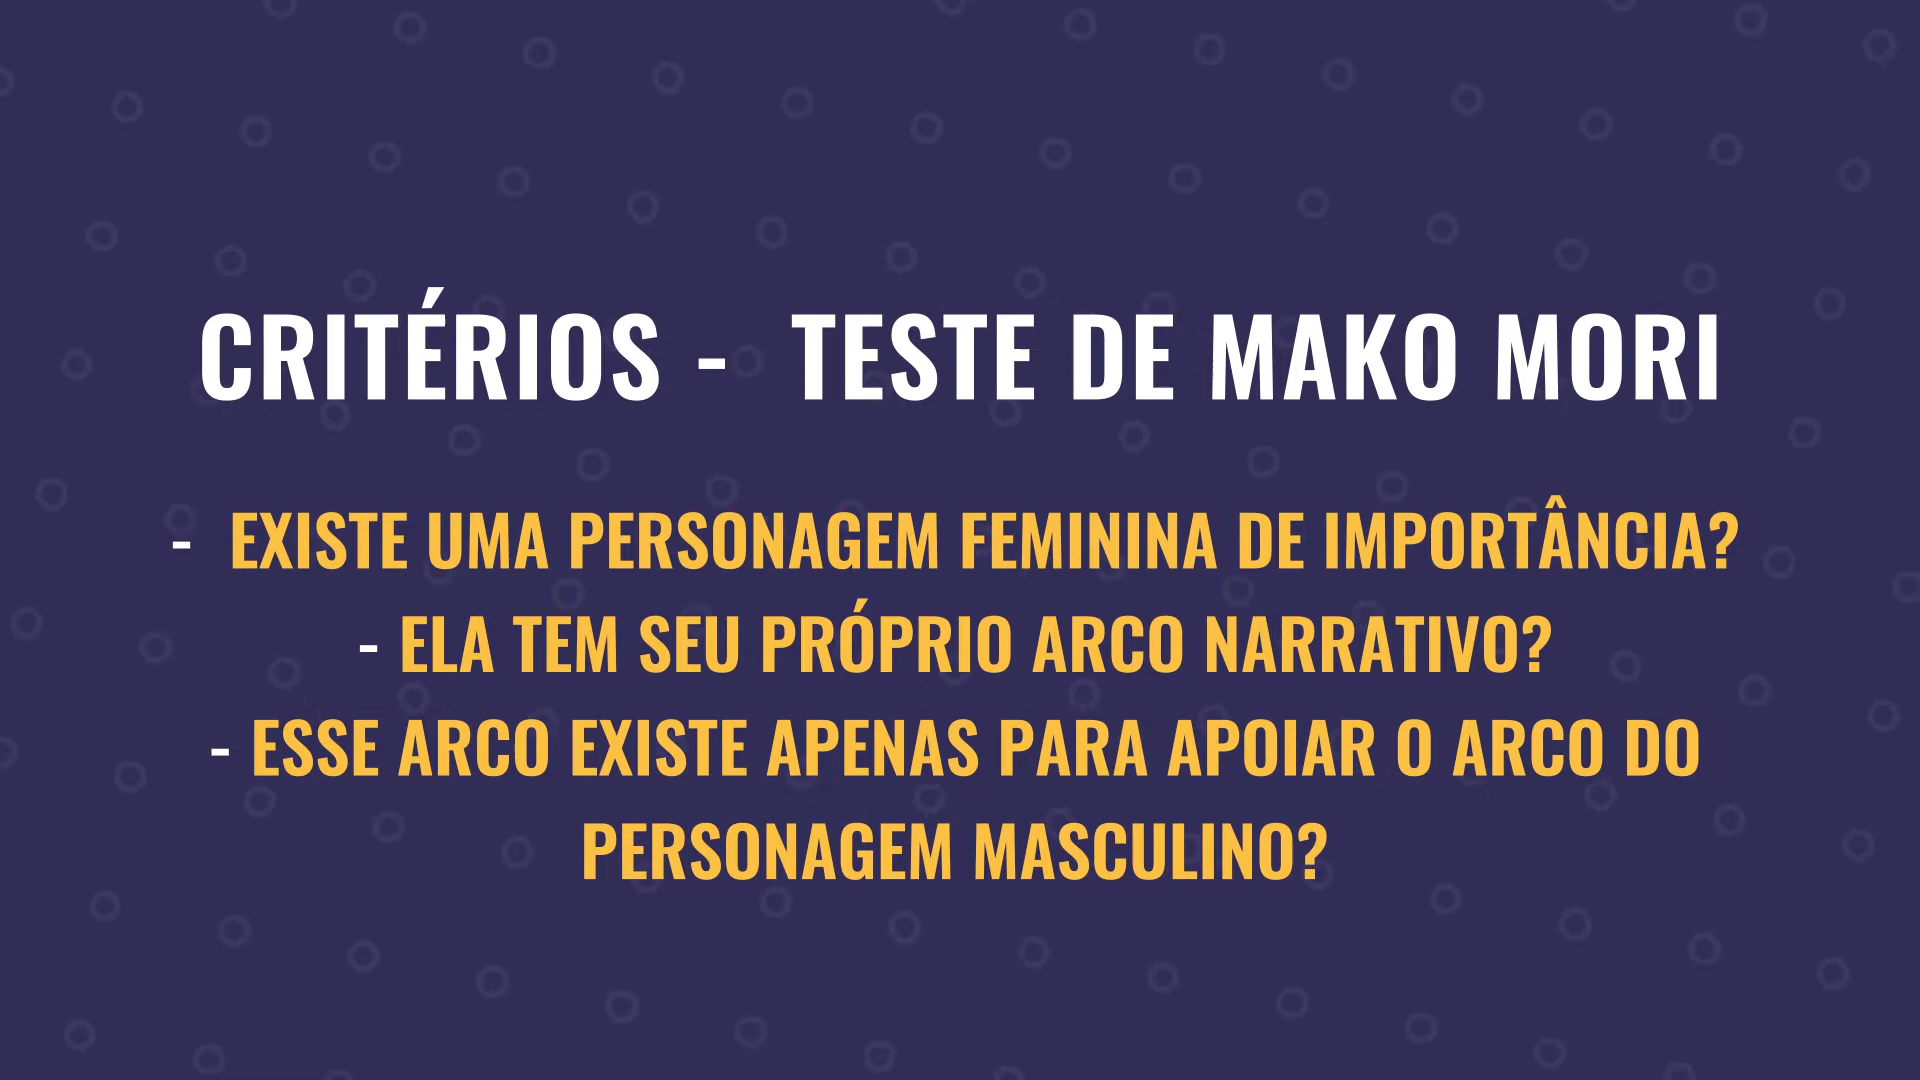 CRITÉRIOS - TESTE DE MAKO MORI
- EXISTE UMA PERSONAGEM FEMININA DE IMPORTÂNCIA?
- ELA TEM SEU PRÓPRIO ARCO NARRATIVO?
- ESSE ARCO EXISTE APENAS PARA APOIAR O ARCO DO
PERSONAGEM MASCULINO?